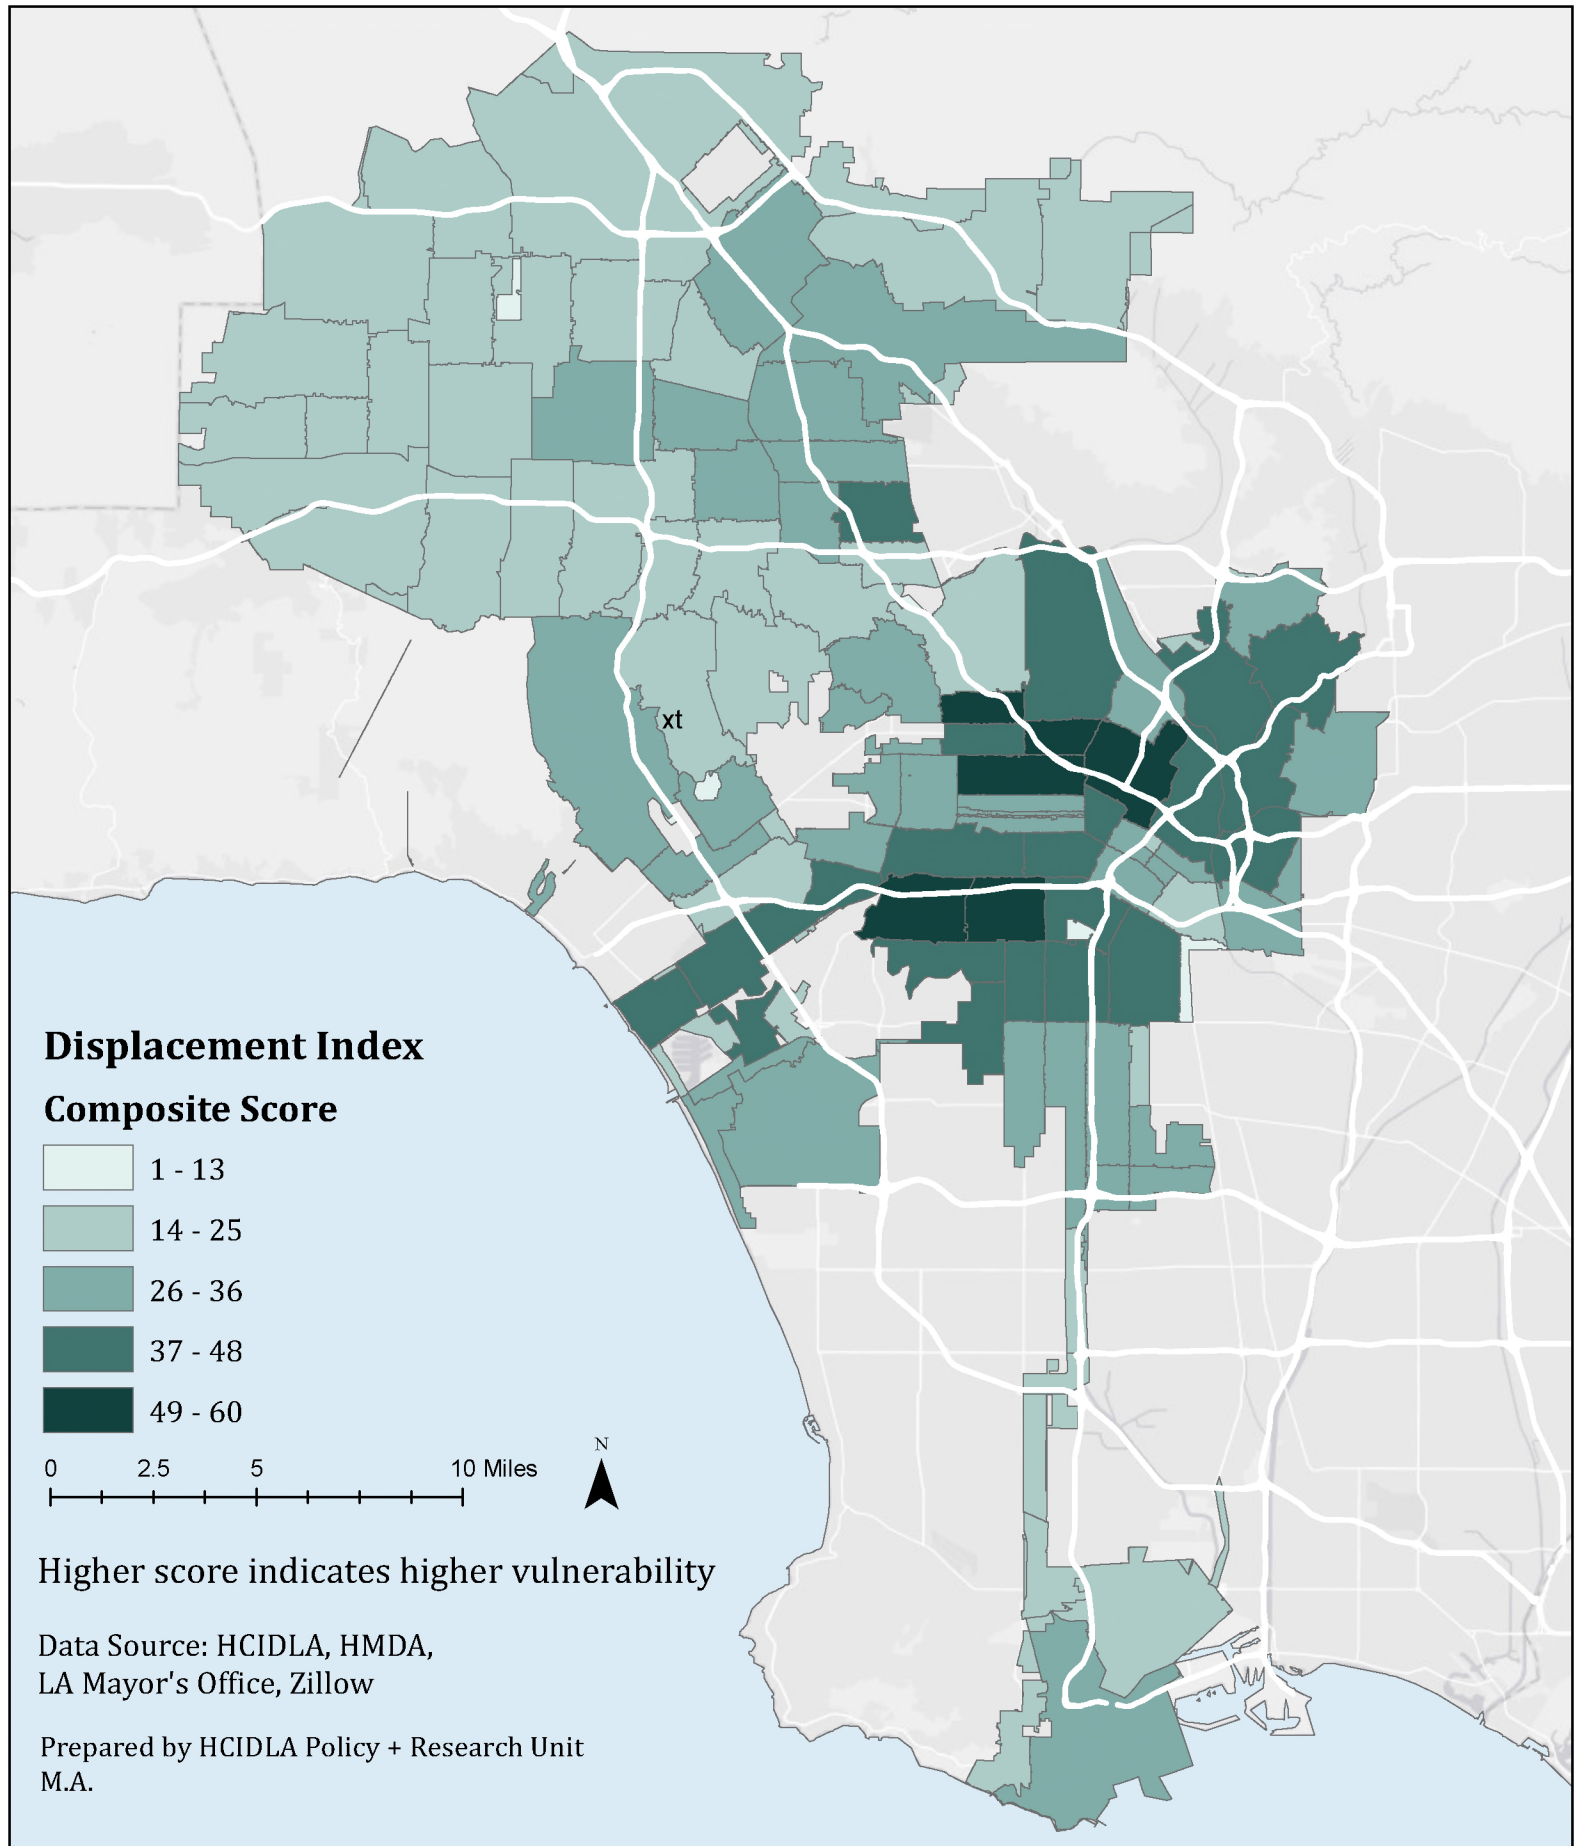 xt
Displacement Index
Composite Score
1 - 13
14 - 25
26 - 36
37 - 48
49 - 60
0 2.5 5 10 Miles
N
Higher score indicates higher vulnerability
Data Source: HCIDLA, HMDA,
LA Mayor's Office, Zillow
Prepared by HCIDLA Policy + Research Unit
M.A.